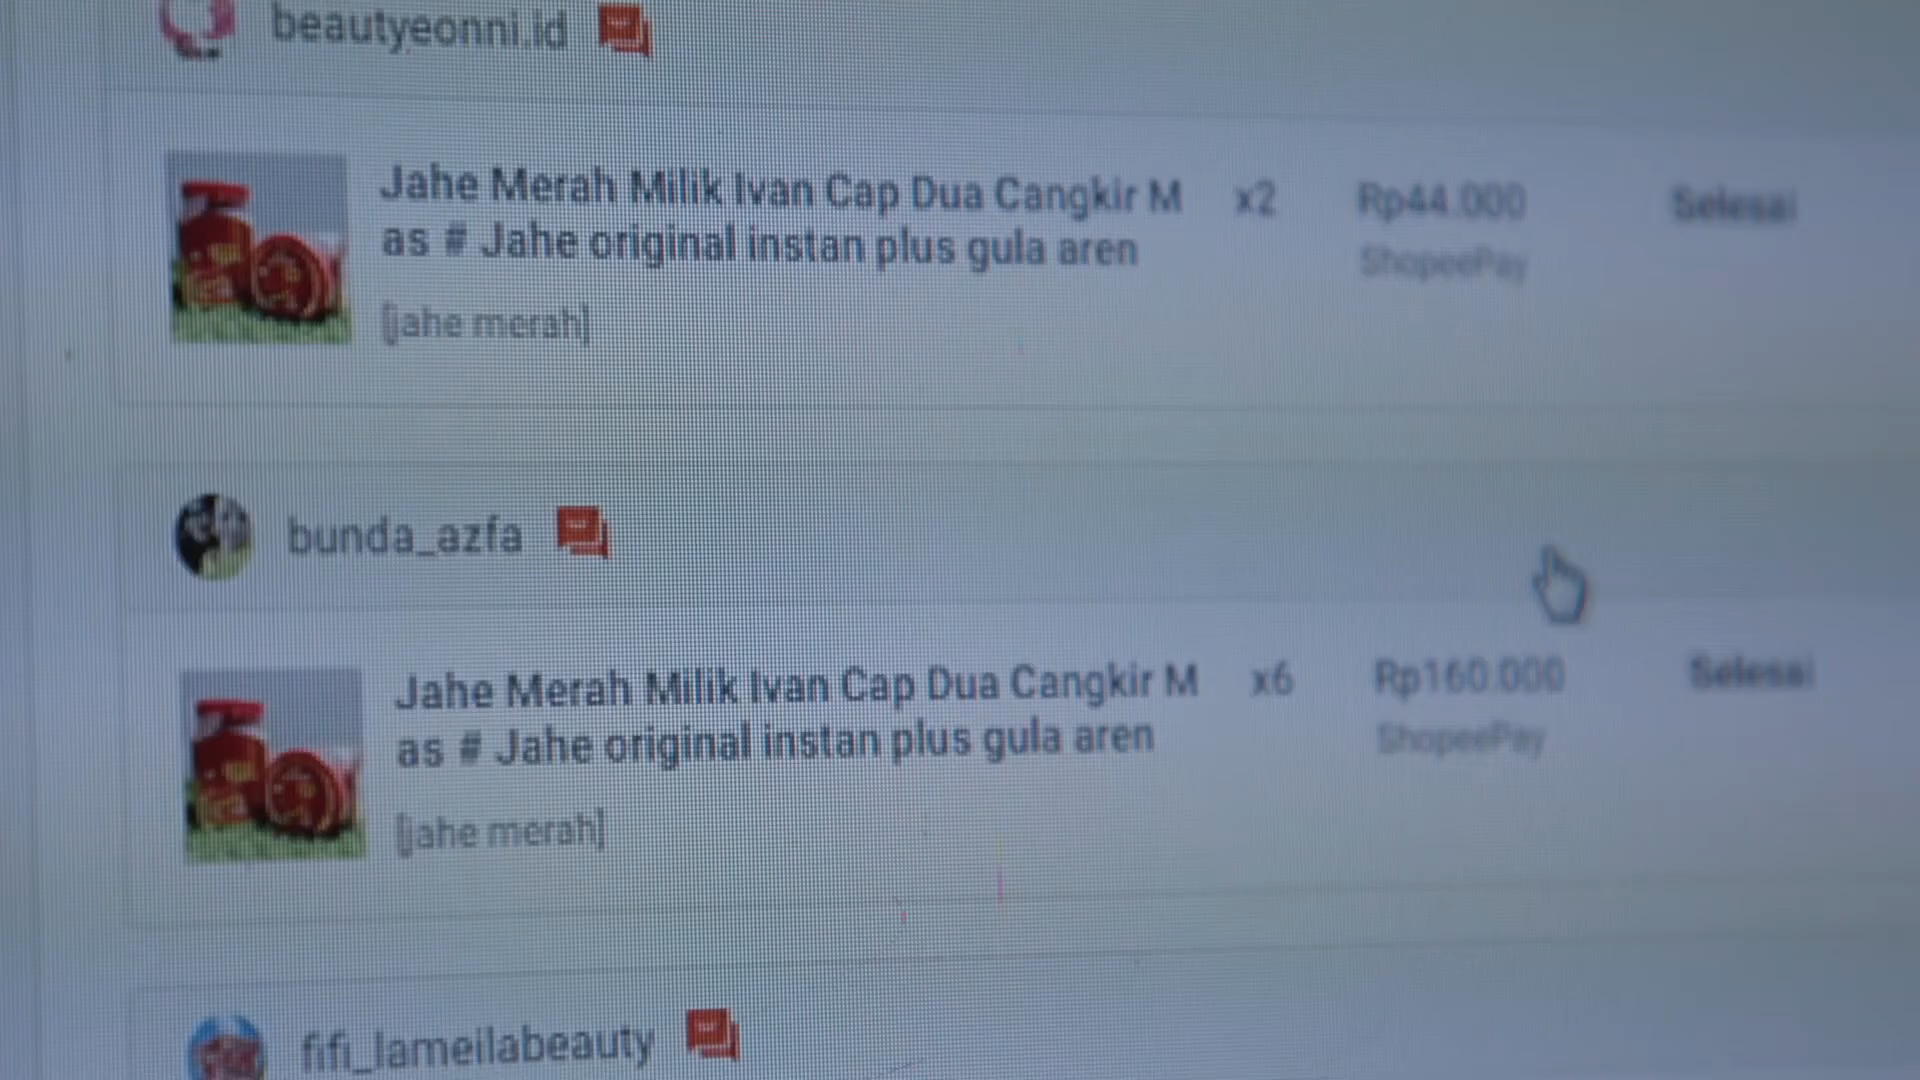 beautyeonni.id
Jahe Merah Milik Ivan Cap Dua Cangkir M x2 Rp44.000 Selesai
as # Jahe original instan plus gula aren ShopeePay
[jahe merah]
bunda_azfa
Jahe Merah Milik Ivan Cap Dua Cangkir M x6 Rp160.000 Selesai
as # Jahe original instan plus gula aren ShopeePay
[jahe merah]
fifi_lameilabeauty